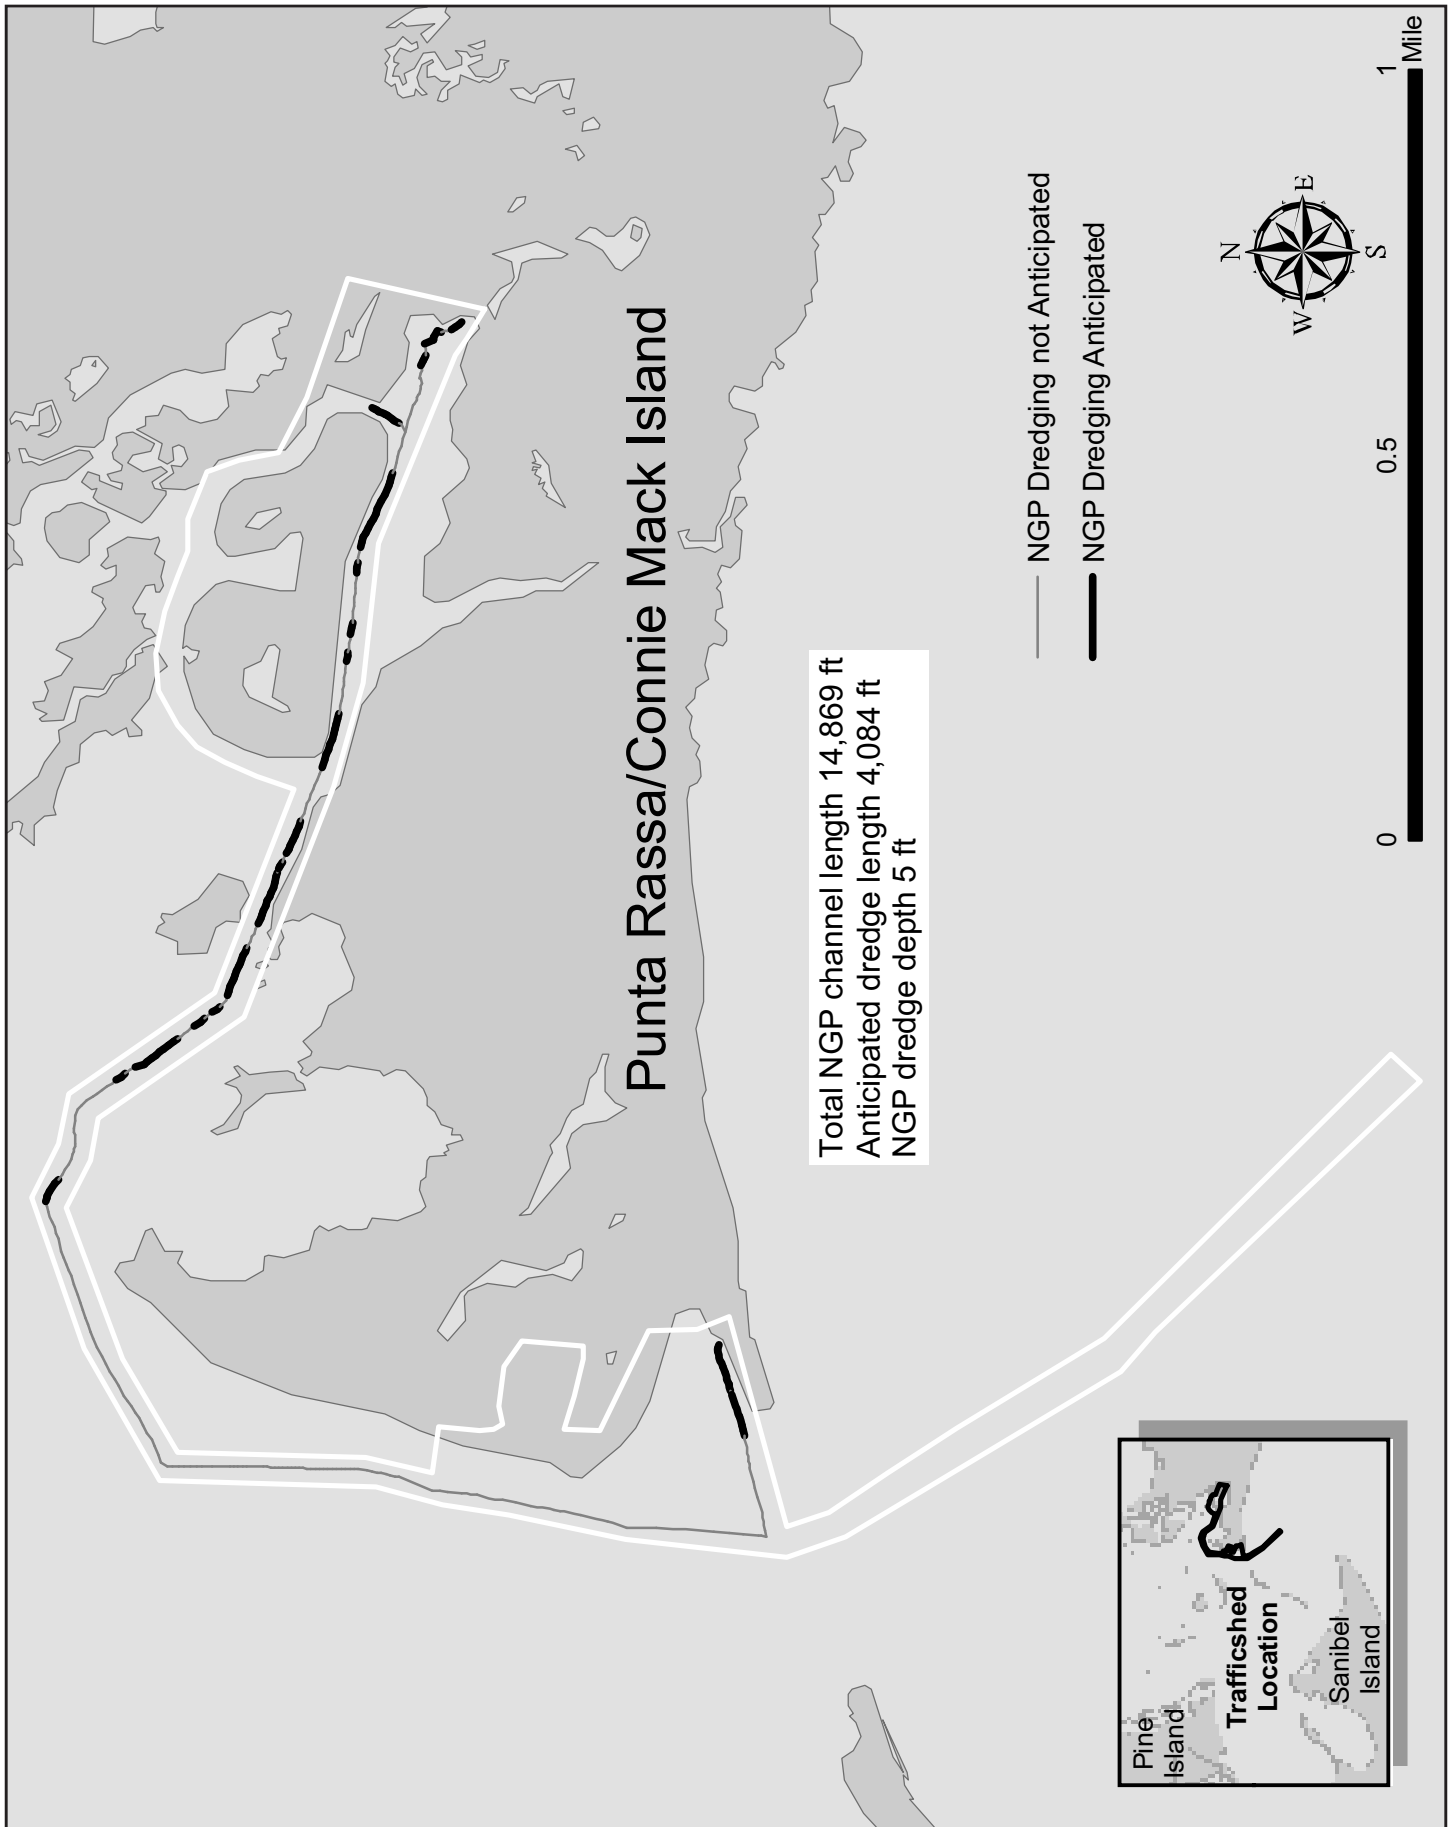 Punta Rassa/Connie Mack Island
Total NGP channel length 14,869 ft
Anticipated dredge length 4,084 ft
NGP dredge depth 5 ft
NGP Dredging not Anticipated
NGP Dredging Anticipated
N
W
E
S
0
0.5
1
Mile
Pine
Island
Trafficshed
Location
Sanibel
Island